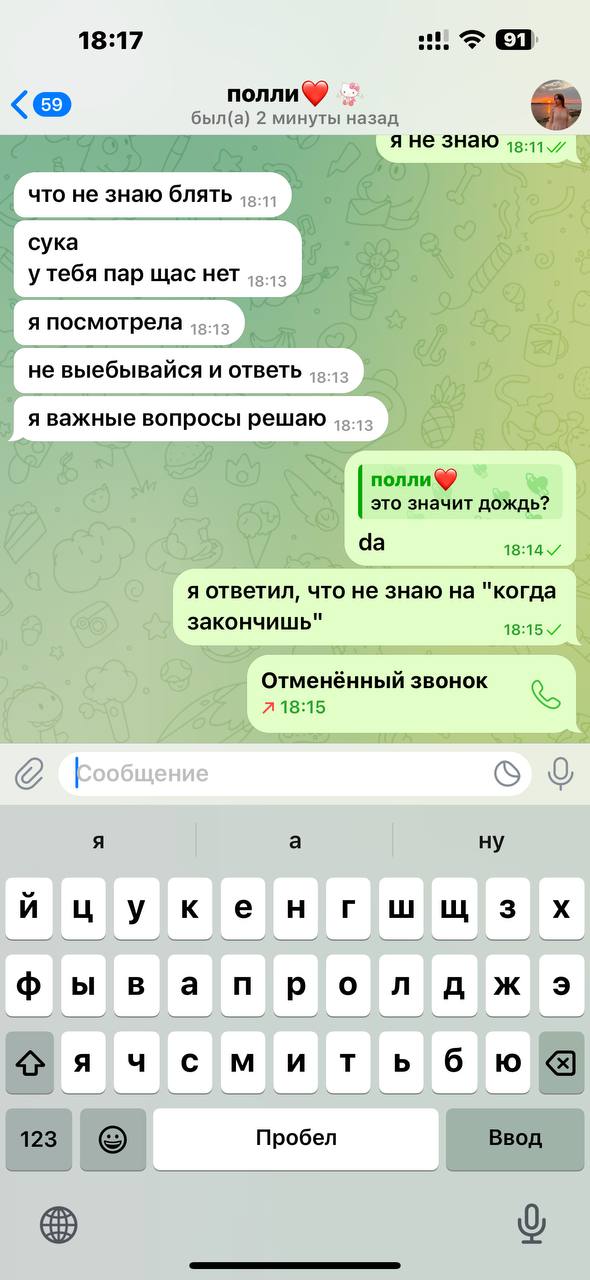 18:17
91
59
полли❤️
был(а) 2 минуты назад
я не знаю 18:11
что не знаю блять 18:11
сука
у тебя пар щас нет 18:13
я посмотрела 18:13
не выебывайся и ответь 18:13
я важные вопросы решаю 18:13
полли❤️
это значит дождь?
da 18:14
я ответил, что не знаю на "когда
закончишь" 18:15
Отменённый звонок
18:15
Сообщение
я а ну
й ц у к е н г ш щ з х
ф ы в а п р о л д ж э
я ч с м и т ь б ю
123 Пробел Ввод